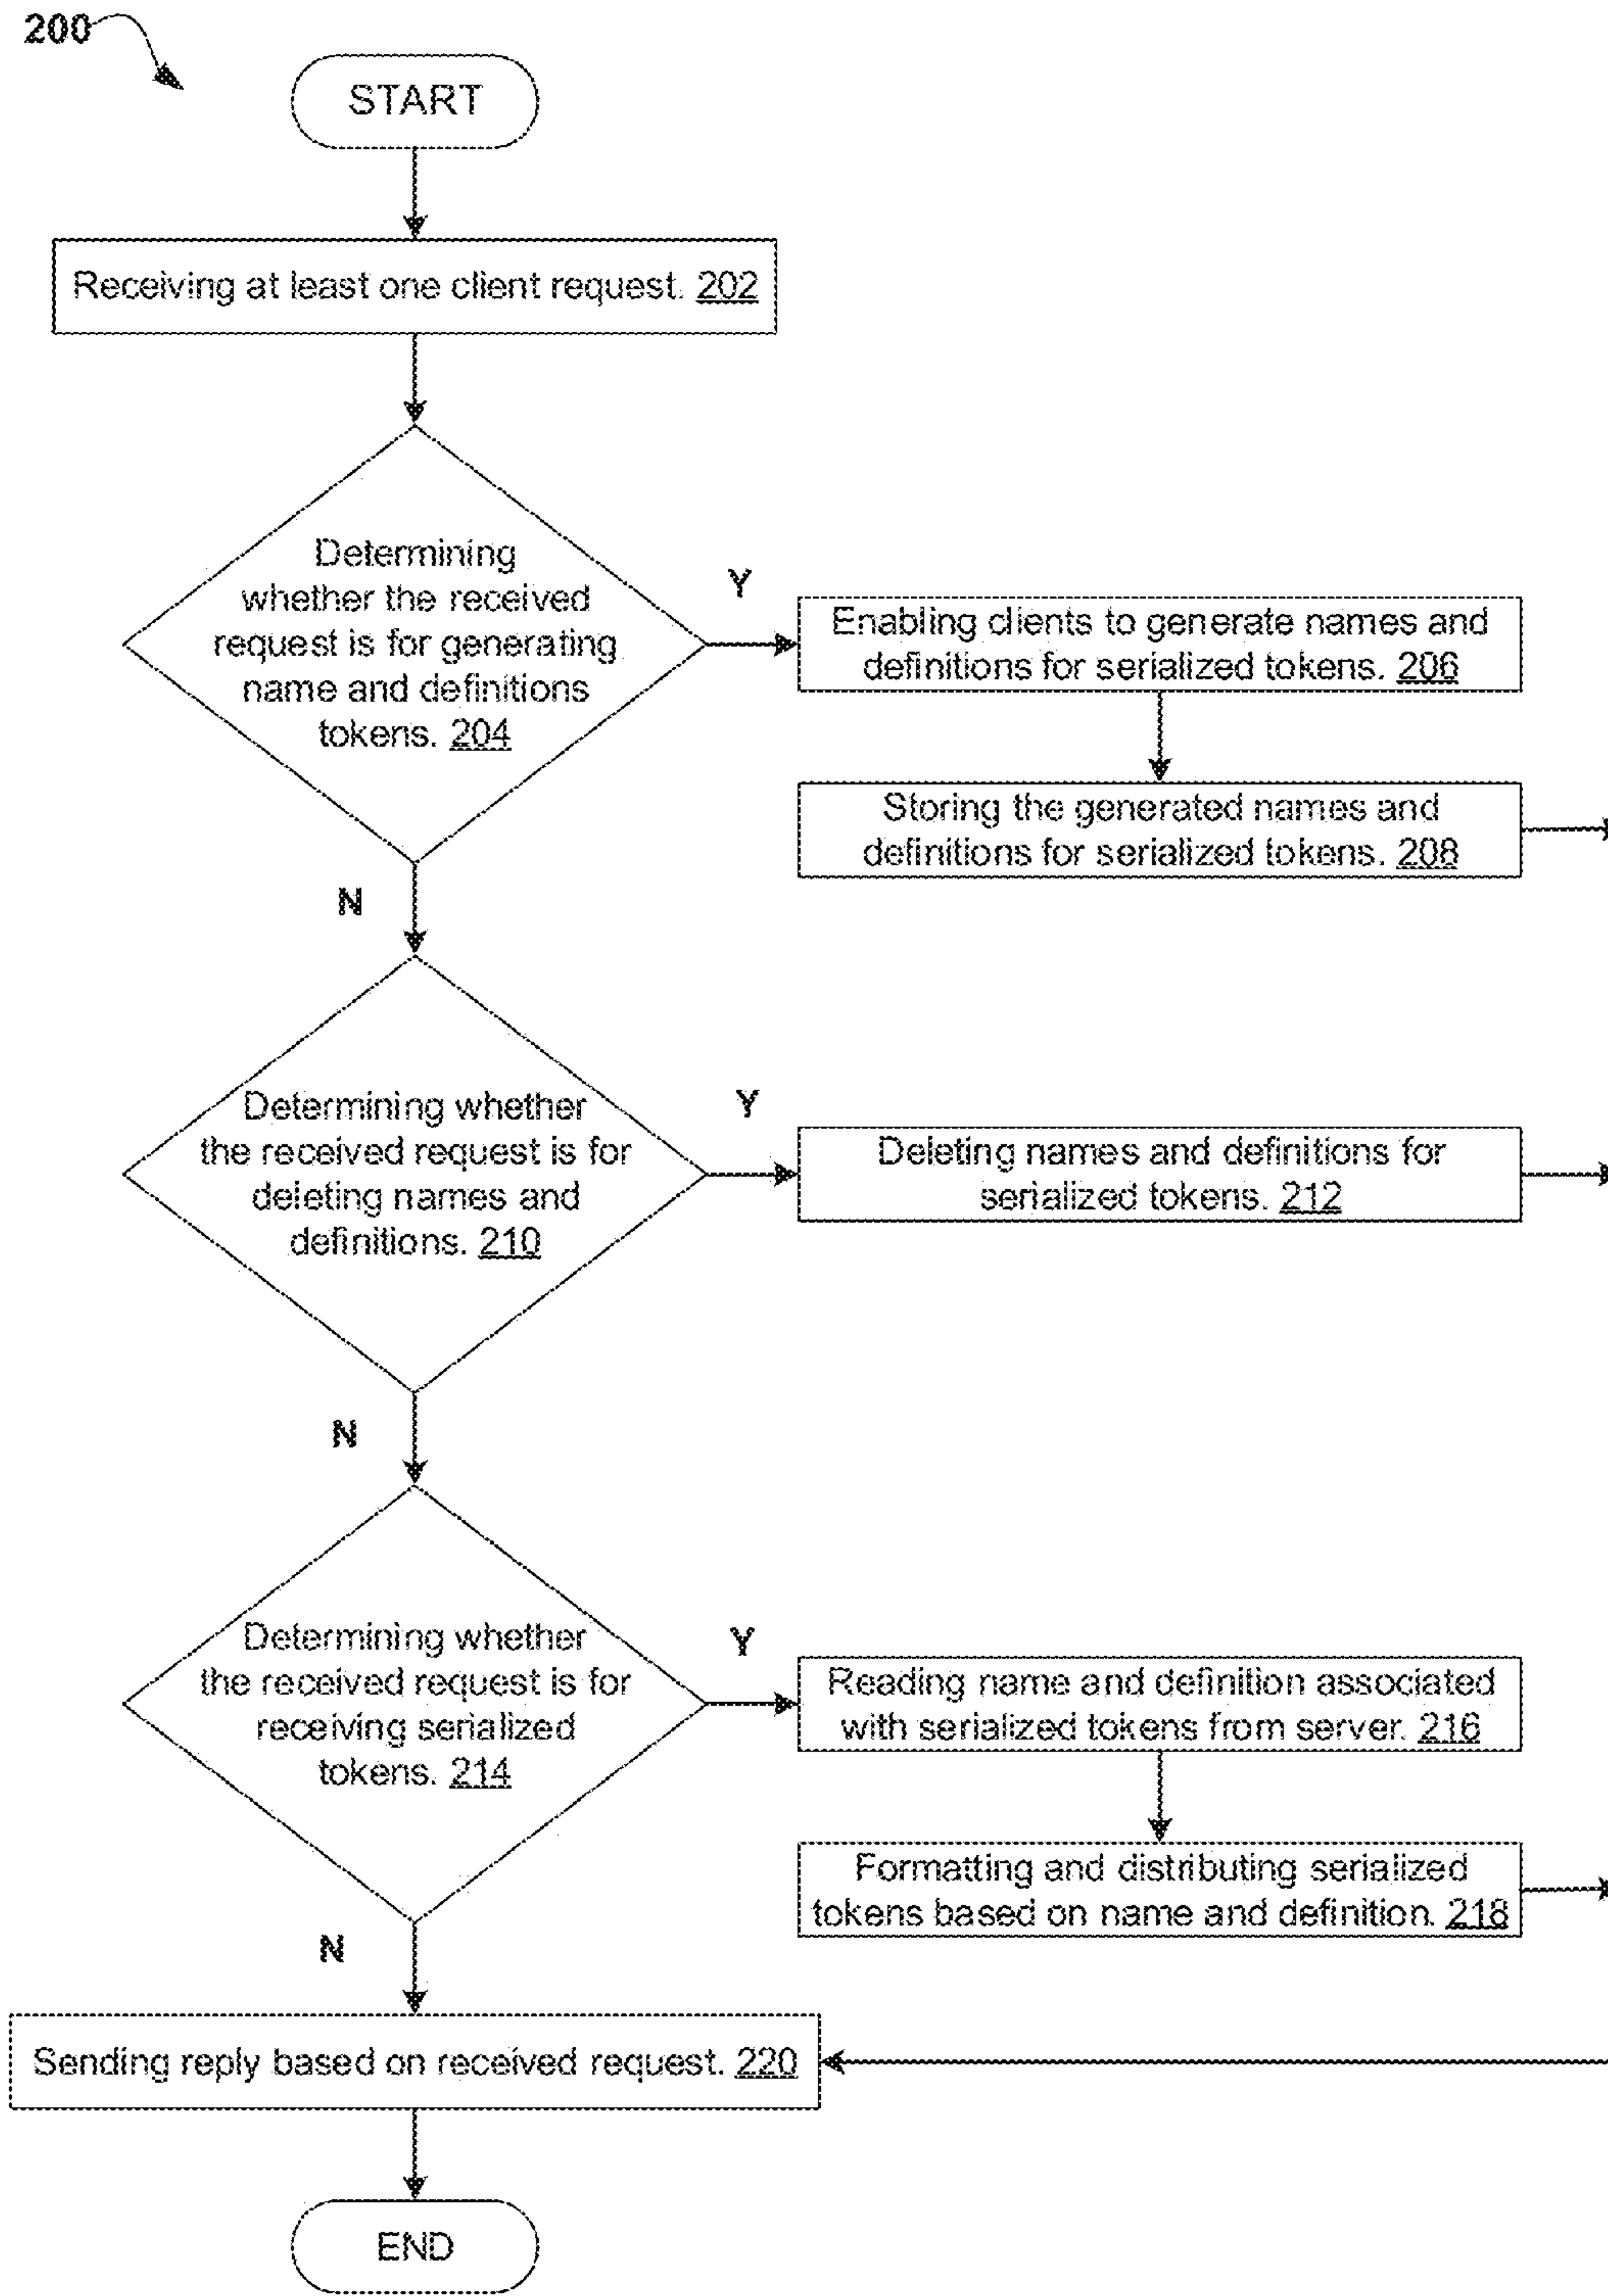 200
START
Receiving at least one client request. 202
Determining
whether the received
request is for generating
name and definitions
tokens. 204
Y
Enabling clients to generate names and
definitions for serialized tokens. 206
Storing the generated names and
definitions for serialized tokens. 208
N
Determining whether
the received request is for
deleting names and
definitions. 210
Y
Deleting names and definitions for
serialized tokens. 212
N
Determining whether
the received request is for
receiving serialized
tokens. 214
Y
Reading name and definition associated
with serialized tokens from server. 216
Formatting and distributing serialized
tokens based on name and definition. 218
N
Sending reply based on received request. 220
END